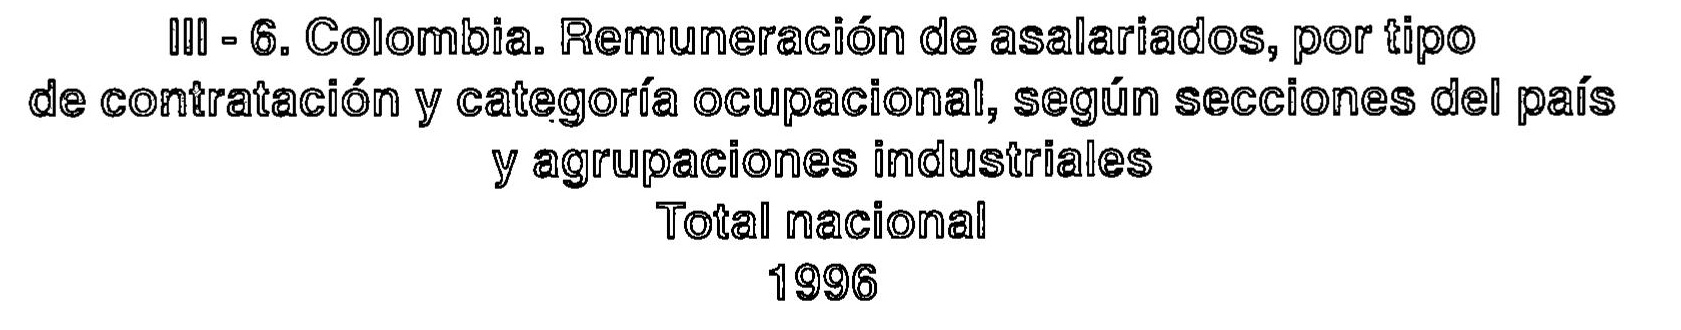 III - 6. Colombia. Remuneración de asalariados, por tipo
de contratación y categoría ocupacional, según secciones del país
y agrupaciones industriales
Total nacional
1996